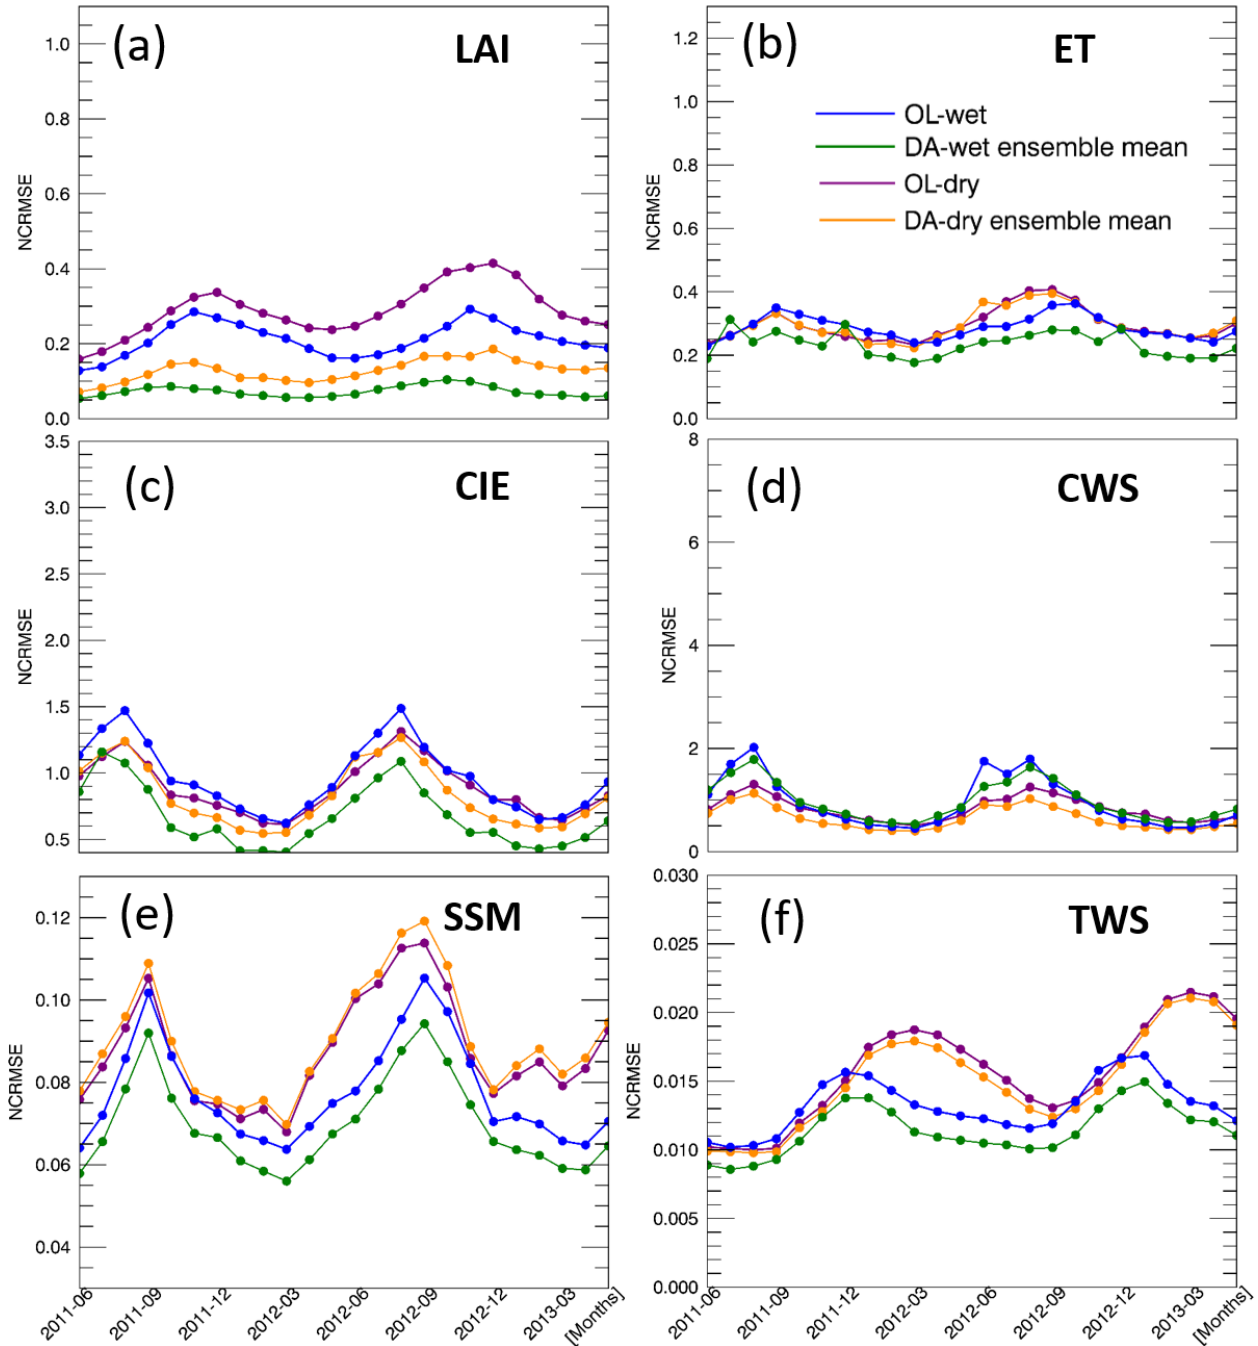 (a) LAI
1.0
0.8
0.6
0.4
0.2
0.0
NCRMSE
(b) ET
1.2
1.0
0.8
0.6
0.4
0.2
0.0
NCRMSE
OL-wet
DA-wet ensemble mean
OL-dry
DA-dry ensemble mean
(c) CIE
3.5
3.0
2.5
2.0
1.5
1.0
0.5
NCRMSE
(d) CWS
8
6
4
2
0
NCRMSE
(e) SSM
0.12
0.10
0.08
0.06
0.04
NCRMSE
2011-06 2011-09 2011-12 2012-03 2012-06 2012-09 2012-12 2013-03 [Months]
(f) TWS
0.030
0.025
0.020
0.015
0.010
0.005
0.000
NCRMSE
2011-06 2011-09 2011-12 2012-03 2012-06 2012-09 2012-12 2013-03 [Months]